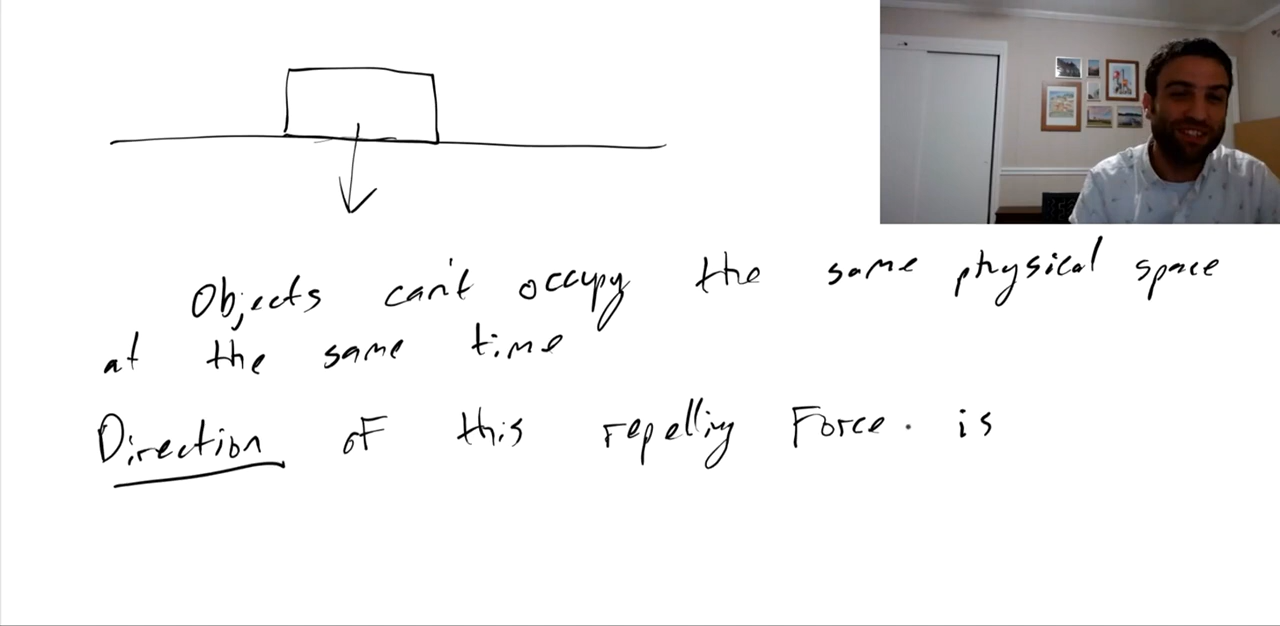 Objects can't occupy the same physical space
at the same time
Direction of this repelling Force. is